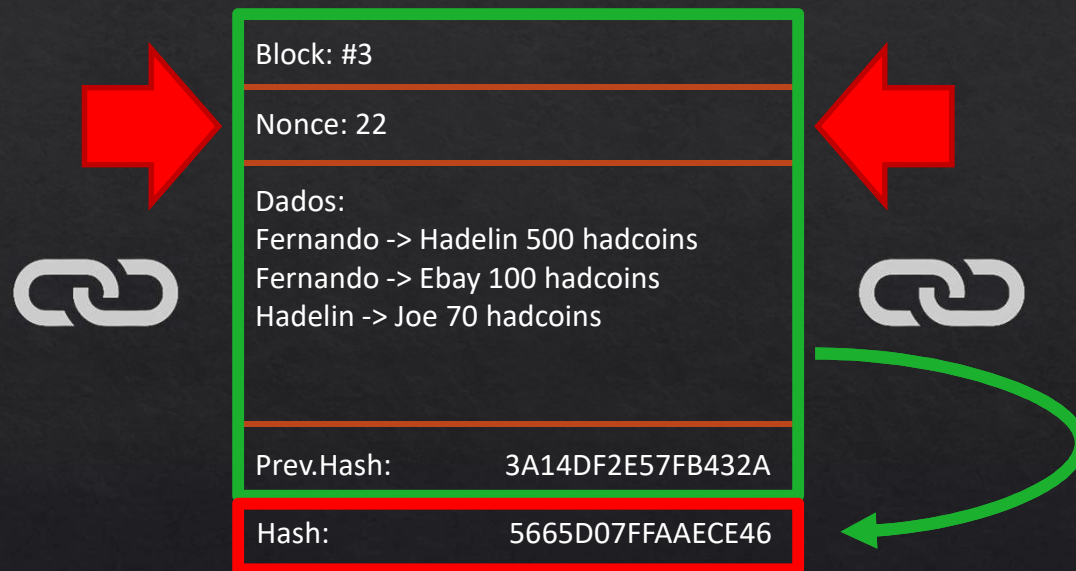 Block: #3
Nonce: 22
Dados:
Fernando -> Hadelin 500 hadcoins
Fernando -> Ebay 100 hadcoins
Hadelin -> Joe 70 hadcoins
Prev.Hash: 3A14DF2E57FB432A
Hash: 5665D07FFAAECE46